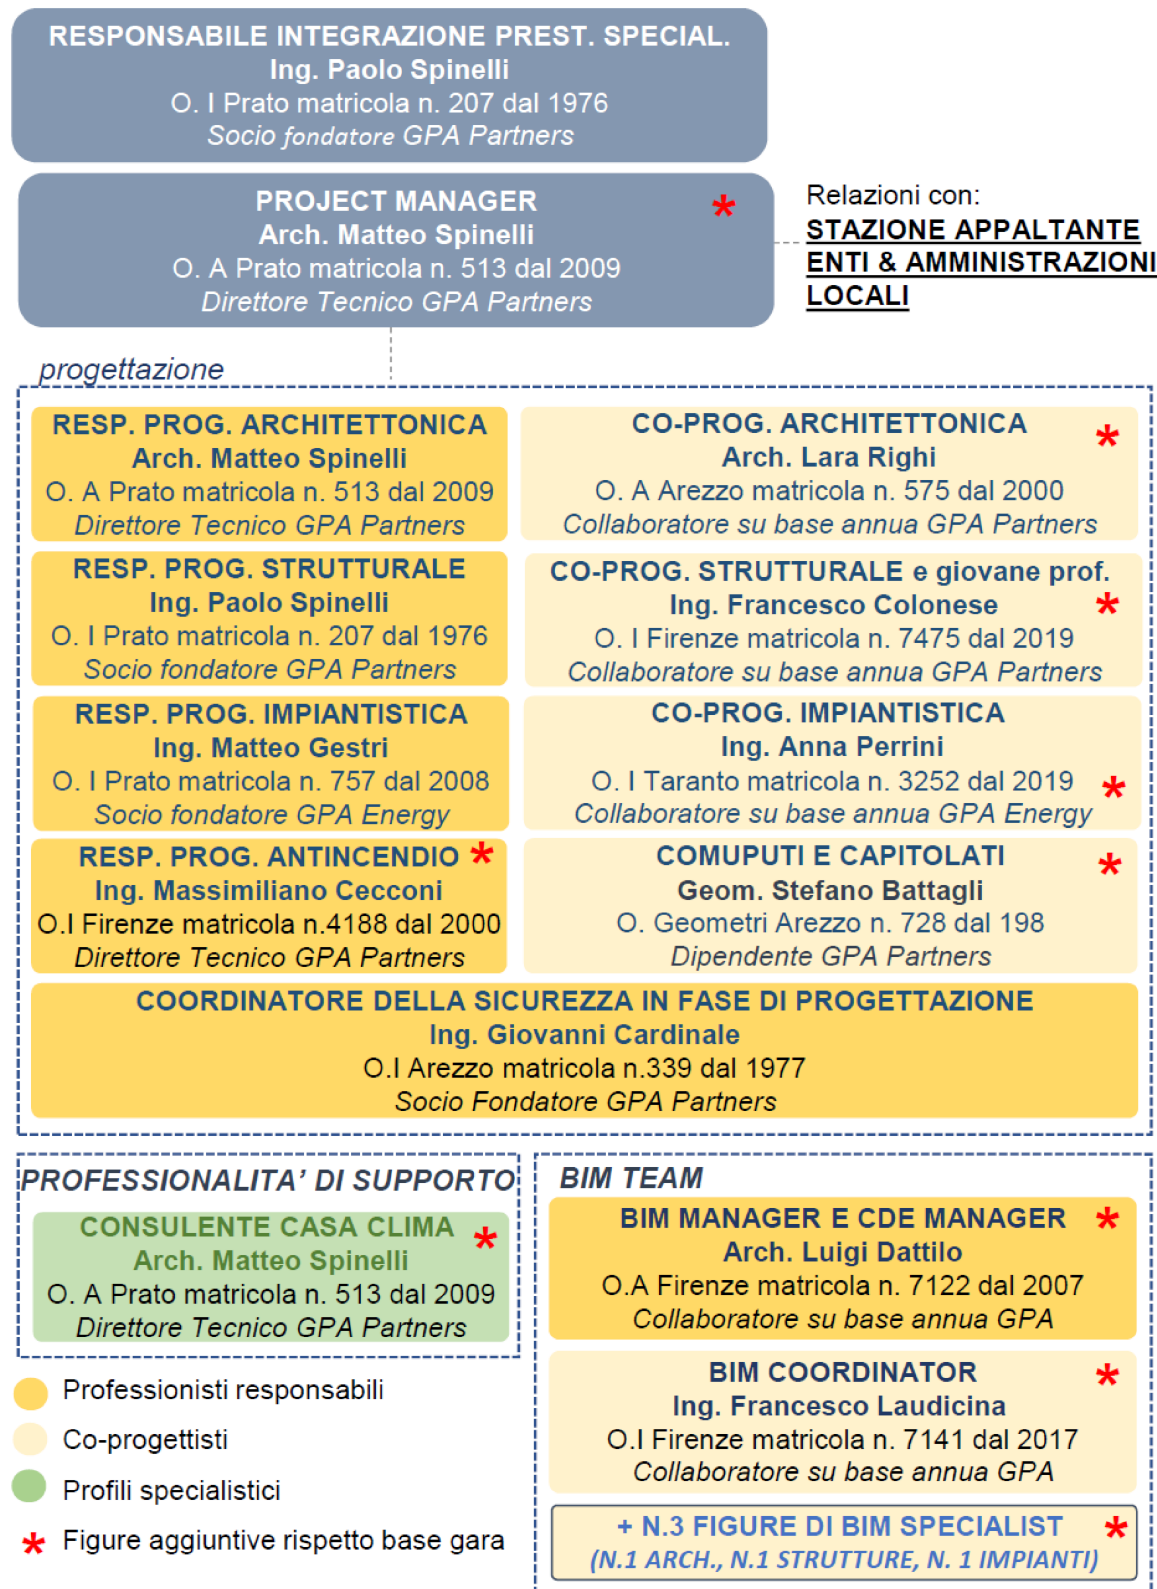 RESPONSABILE INTEGRAZIONE PREST. SPECIAL.
Ing. Paolo Spinelli
O. I Prato matricola n. 207 dal 1976
Socio fondatore GPA Partners
PROJECT MANAGER
*
Arch. Matteo Spinelli
O. A Prato matricola n. 513 dal 2009
Direttore Tecnico GPA Partners
Relazioni con:
STAZIONE APPALTANTE
ENTI & AMMINISTRAZIONI
LOCALI
progettazione
RESP. PROG. ARCHITETTONICA
Arch. Matteo Spinelli
O. A Prato matricola n. 513 dal 2009
Direttore Tecnico GPA Partners
CO-PROG. ARCHITETTONICA
*
Arch. Lara Righi
O. A Arezzo matricola n. 575 dal 2000
Collaboratore su base annua GPA Partners
RESP. PROG. STRUTTURALE
Ing. Paolo Spinelli
O. I Prato matricola n. 207 dal 1976
Socio fondatore GPA Partners
CO-PROG. STRUTTURALE e giovane prof.
Ing. Francesco Colonese
*
O. I Firenze matricola n. 7475 dal 2019
Collaboratore su base annua GPA Partners
RESP. PROG. IMPIANTISTICA
Ing. Matteo Gestri
O. I Prato matricola n. 757 dal 2008
Socio fondatore GPA Energy
CO-PROG. IMPIANTISTICA
Ing. Anna Perrini
O. I Taranto matricola n. 3252 dal 2019
*
Collaboratore su base annua GPA Energy
RESP. PROG. ANTINCENDIO
*
Ing. Massimiliano Cecconi
O.I Firenze matricola n.4188 dal 2000
Direttore Tecnico GPA Partners
COMUPUTI E CAPITOLATI
*
Geom. Stefano Battagli
O. Geometri Arezzo n. 728 dal 198
Dipendente GPA Partners
COORDINATORE DELLA SICUREZZA IN FASE DI PROGETTAZIONE
Ing. Giovanni Cardinale
O.I Arezzo matricola n.339 dal 1977
Socio Fondatore GPA Partners
PROFESSIONALITA' DI SUPPORTO
CONSULENTE CASA CLIMA
*
Arch. Matteo Spinelli
O. A Prato matricola n. 513 dal 2009
Direttore Tecnico GPA Partners
BIM TEAM
BIM MANAGER E CDE MANAGER
*
Arch. Luigi Dattilo
O.A Firenze matricola n. 7122 dal 2007
Collaboratore su base annua GPA
BIM COORDINATOR
*
Ing. Francesco Laudicina
O.I Firenze matricola n. 7141 dal 2017
Collaboratore su base annua GPA
+ N.3 FIGURE DI BIM SPECIALIST
*
(N.1 ARCH., N.1 STRUTTURE, N. 1 IMPIANTI)
Professionisti responsabili
Co-progettisti
Profili specialistici
* Figure aggiuntive rispetto base gara